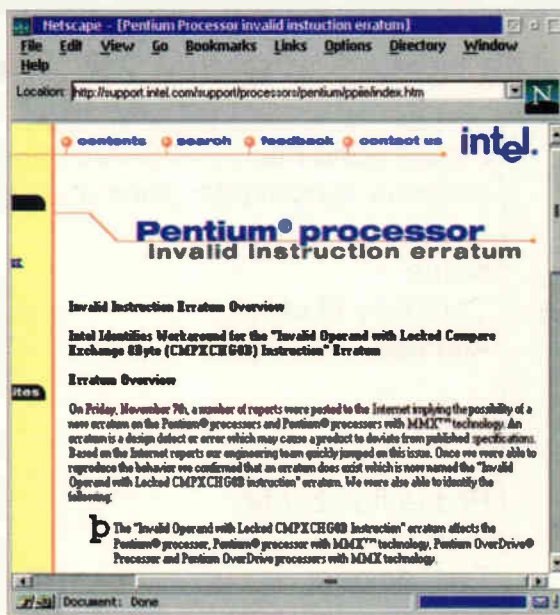 Netscape - [Pentium Processor invalid instruction erratum]
File Edit View Go Bookmarks Links Options Directory Window
Help
Location: http://support.intel.com/support/processors/pentium/ppiie/index.htm
N
contents search feedback contact us intel.
Pentium® processor
invalid instruction erratum
Invalid Instruction Erratum Overview
Intel Identifies Workaround for the "Invalid Operand with Locked Compare
Exchange 8Byte (CMPXCHG8B) Instruction" Erratum
Erratum Overview
On Friday, November 7th, a number of reports were posted to the Internet implying the possibility of a
new erratum on the Pentium® processors and Pentium® processors with MMX™ technology. An
erratum is a design defect or error which may cause a product to deviate from published specifications.
Based on the Internet reports our engineering team quickly jumped on this issue. Once we were able to
reproduce the behavior we confirmed that an erratum does exist which is now named the "Invalid
Operand with Locked CMPXCHG8B instruction" erratum. We were also able to identify the
following:
þ The "Invalid Operand with Locked CMPXCHG8B Instruction" erratum affects the
Pentium® processor, Pentium® processor with MMX™ technology, Pentium OverDrive®
Processor and Pentium OverDrive processors with MMX technology.
Document: Done